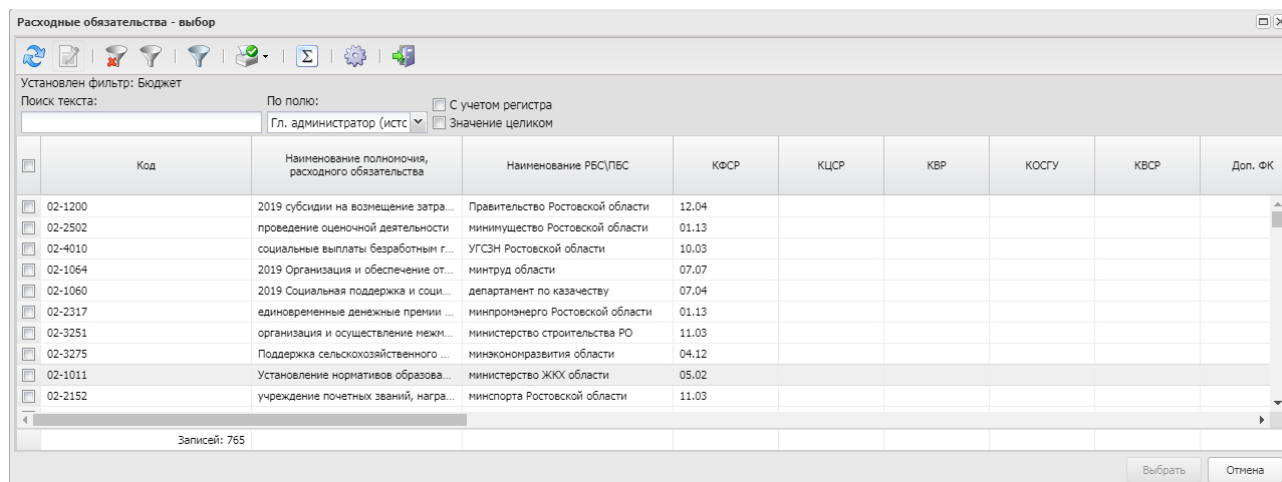 Расходные обязательства - выбор
Установлен фильтр: Бюджет
Поиск текста: По полю: С учетом регистра
Гл. администратор (истс Значение целиком
Код Наименование полномочия, расходного обязательства Наименование РБС\ПБС КФСР КЦСР КВР КОСГУ КВСР Доп. ФК
02-1200 2019 субсидии на возмещение затра... Правительство Ростовской области 12.04
02-2502 проведение оценочной деятельности минимущество Ростовской области 01.13
02-4010 социальные выплаты безработным г... УГСЗН Ростовской области 10.03
02-1064 2019 Организация и обеспечение от... минтруд области 07.07
02-1060 2019 Социальная поддержка и соци... департамент по казачеству 07.04
02-2317 единовременные денежные премии ... минпромэнерго Ростовской области 01.13
02-3251 организация и осуществление межм... министерство строительства РО 11.03
02-3275 Поддержка сельскохозяйственного ... минэкономразвития области 04.12
02-1011 Установление нормативов образова... министерство ЖКХ области 05.02
02-2152 учреждение почетных званий, награ... минспорта Ростовской области 11.03
Записей: 765
Выбрать Отмена